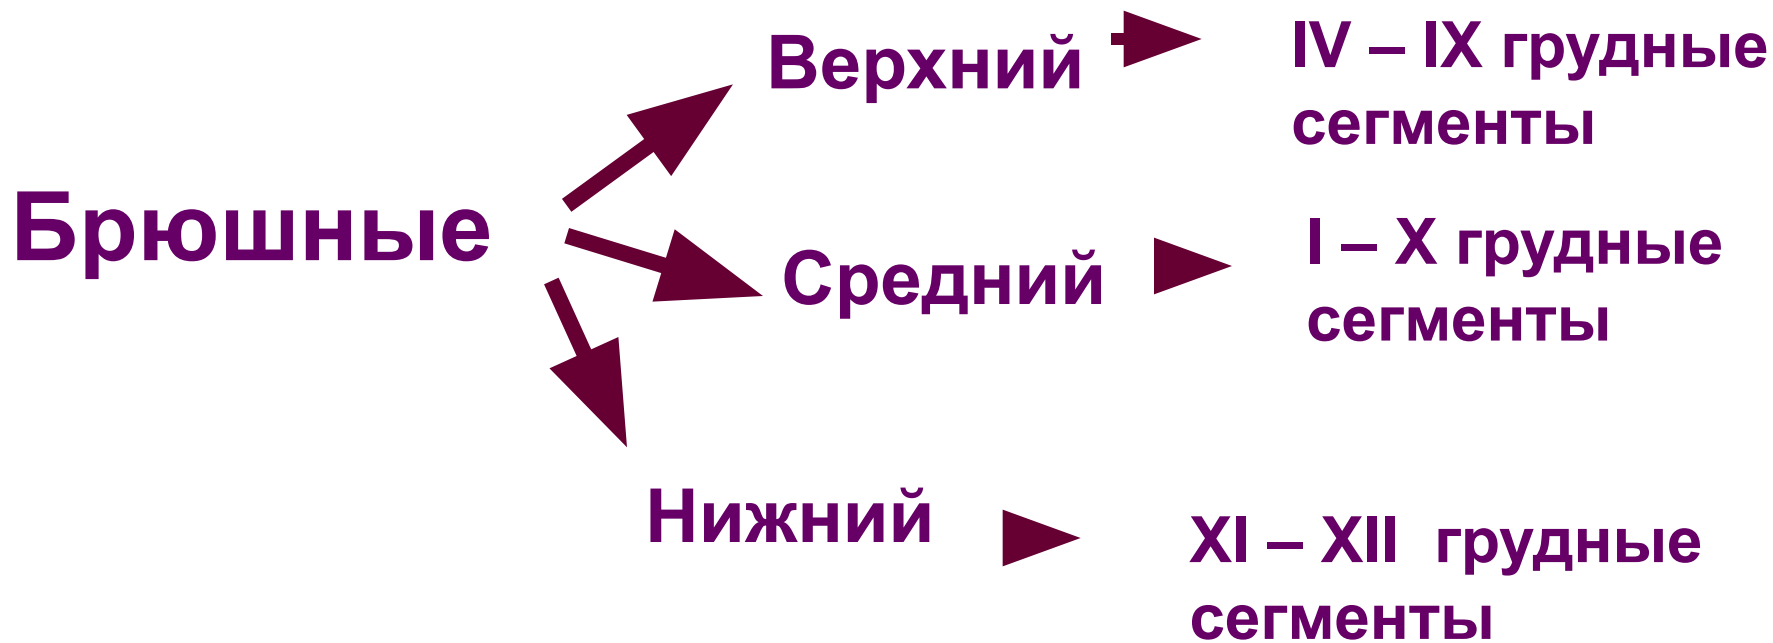 Брюшные
Верхний
IV – IX грудные
сегменты
Средний
I – X грудные
сегменты
Нижний
XI – XII грудные
сегменты